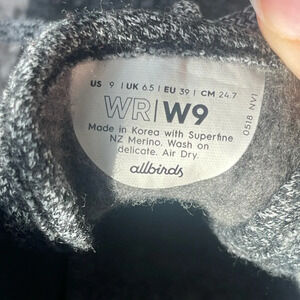 US 9 | UK 6.5 | EU 39 | CM 24.7
WR|W9
Made in Korea with Superfine
NZ Merino. Wash on
delicate. Air Dry.
allbirds
0518 NV1